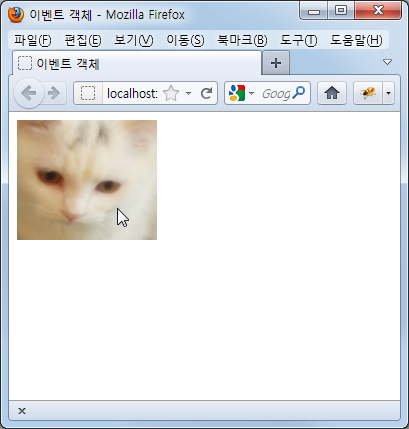 이벤트 객체 - Mozilla Firefox
파일(F) 편집(E) 보기(V) 이동(S) 북마크(B) 도구(T) 도움말(H)
이벤트 객체
localhost: Goog